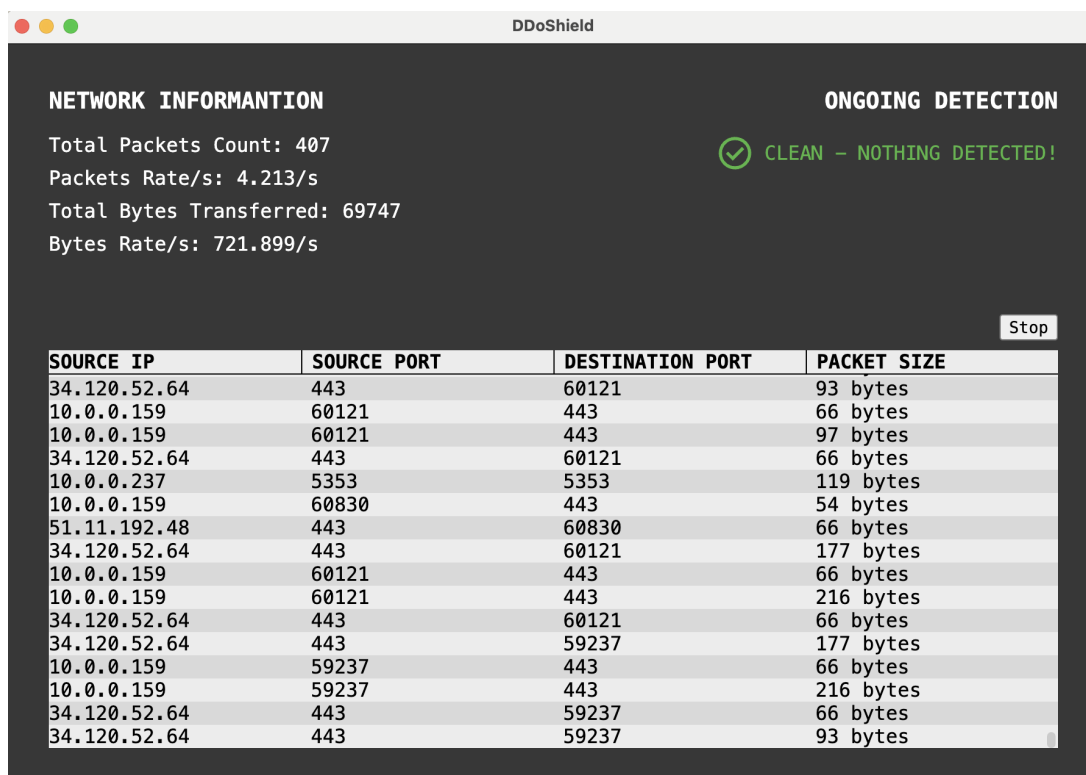 DDoShield
NETWORK INFORMANTION
ONGOING DETECTION
Total Packets Count: 407
CLEAN – NOTHING DETECTED!
Packets Rate/s: 4.213/s
Total Bytes Transferred: 69747
Bytes Rate/s: 721.899/s
Stop
SOURCE IP SOURCE PORT DESTINATION PORT PACKET SIZE
34.120.52.64 443 60121 93 bytes
10.0.0.159 60121 443 66 bytes
10.0.0.159 60121 443 97 bytes
34.120.52.64 443 60121 66 bytes
10.0.0.237 5353 5353 119 bytes
10.0.0.159 60830 443 54 bytes
51.11.192.48 443 60830 66 bytes
34.120.52.64 443 60121 177 bytes
10.0.0.159 60121 443 66 bytes
10.0.0.159 60121 443 216 bytes
34.120.52.64 443 60121 66 bytes
34.120.52.64 443 59237 177 bytes
10.0.0.159 59237 443 66 bytes
10.0.0.159 59237 443 216 bytes
34.120.52.64 443 59237 66 bytes
34.120.52.64 443 59237 93 bytes